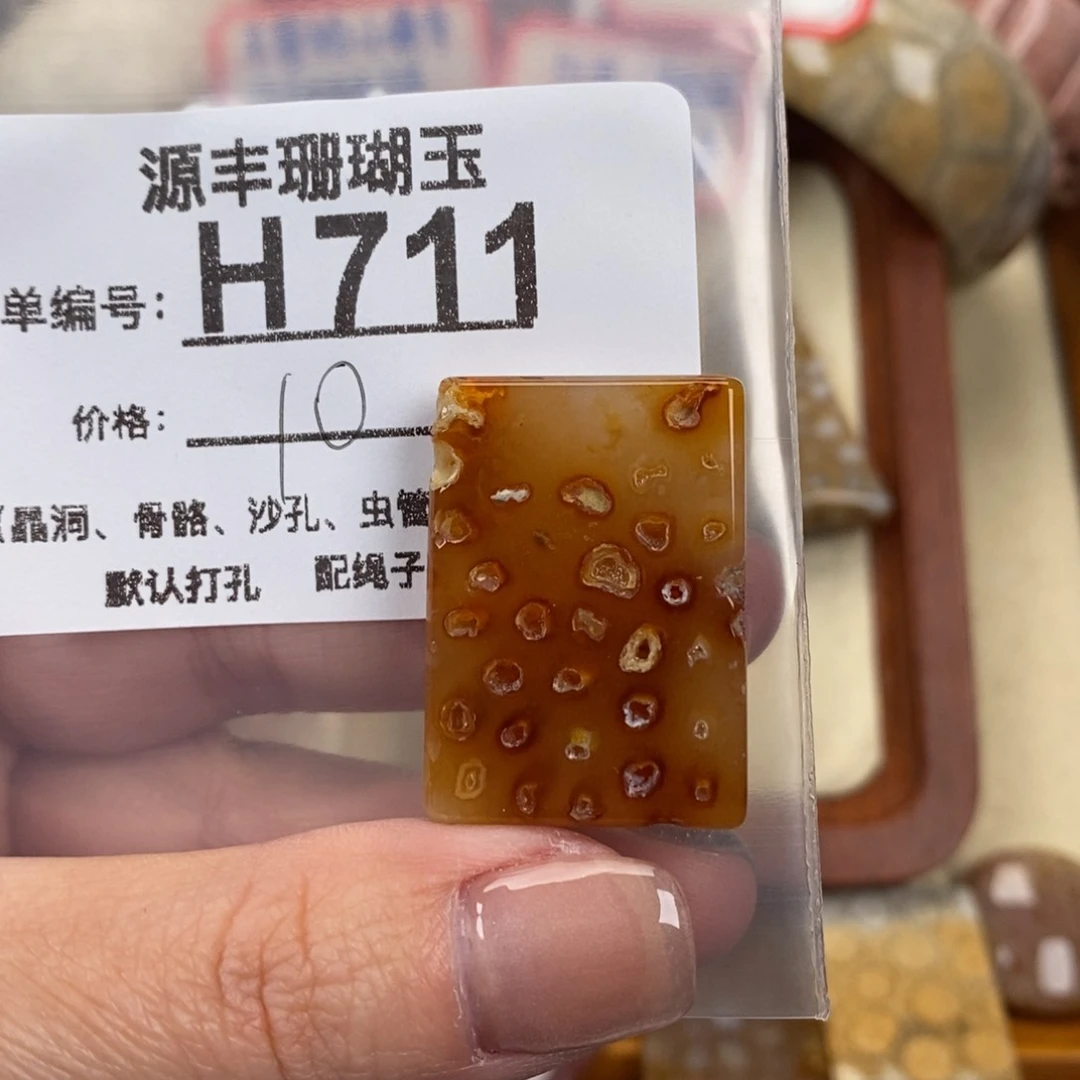 源丰珊瑚玉
单编号：H711
价格：10
晶洞、骨骼、沙孔、虫管
默认打孔 配绳子